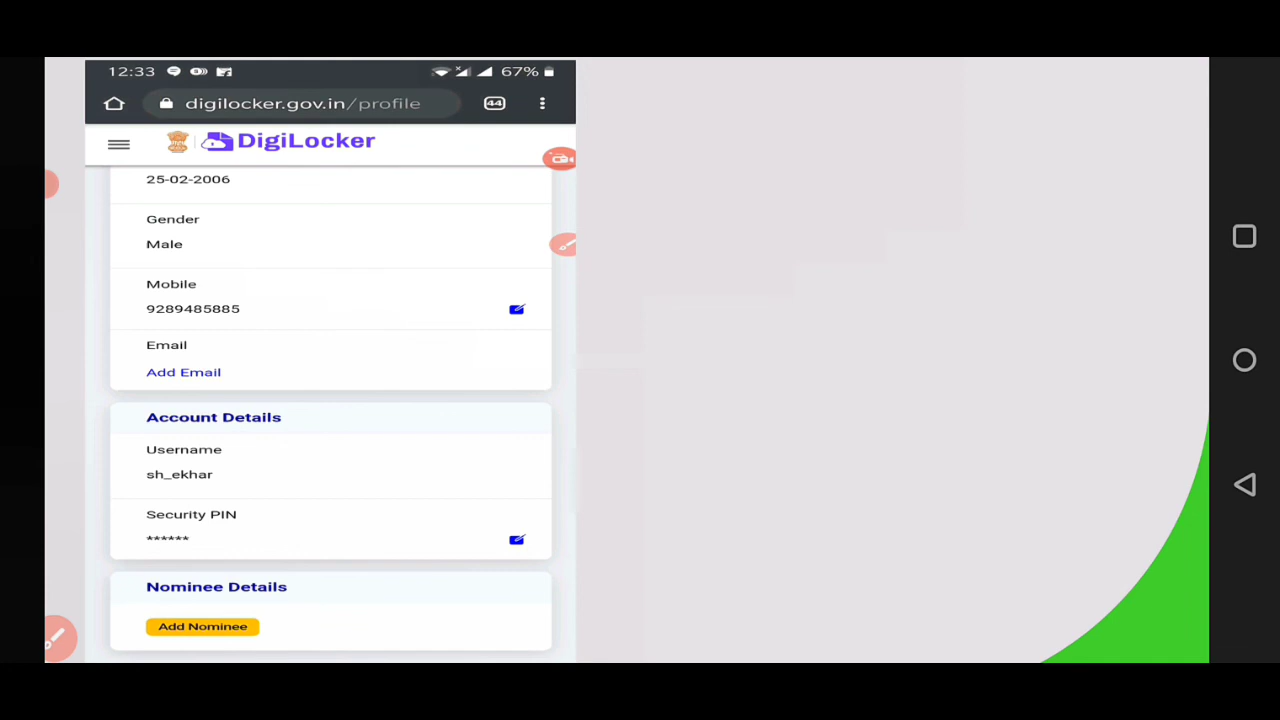 12:33
67%
digilocker.gov.in/profile
44
DigiLocker
25-02-2006
Gender
Male
Mobile
9289485885
Email
Add Email
Account Details
Username
sh_ekhar
Security PIN
******
Nominee Details
Add Nominee